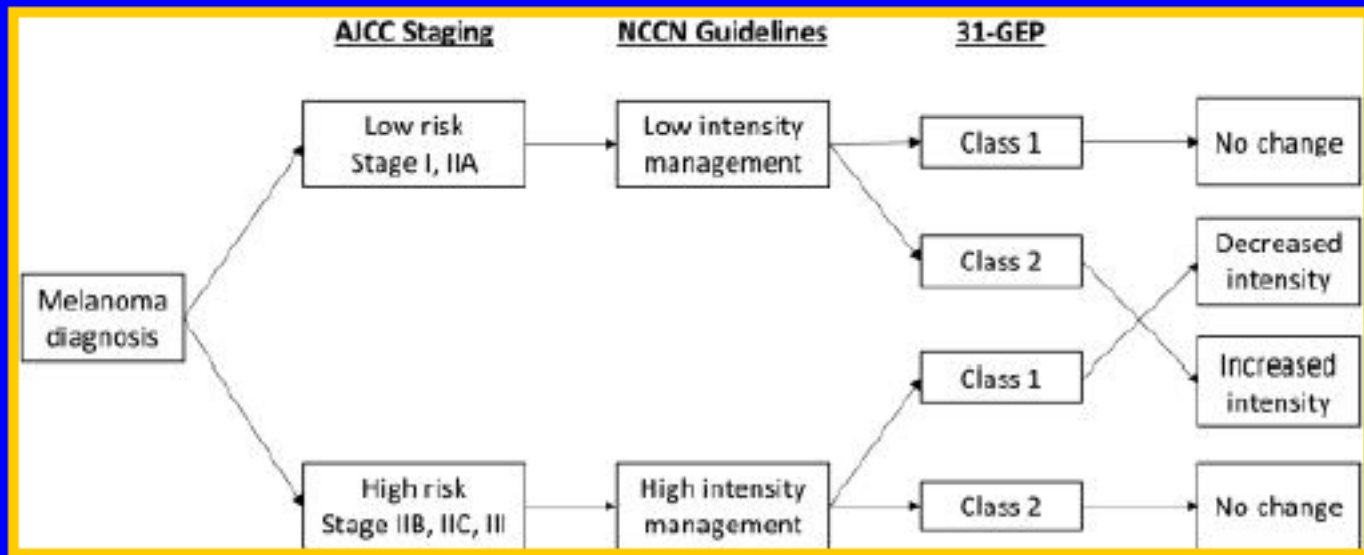 AJCC Staging
NCCN Guidelines
31-GEP
Low risk
Stage I, IIA
Low intensity
management
Class 1
No change
Class 2
Decreased
intensity
Melanoma
diagnosis
Class 1
Increased
intensity
High risk
Stage IIB, IIC, III
High intensity
management
Class 2
No change